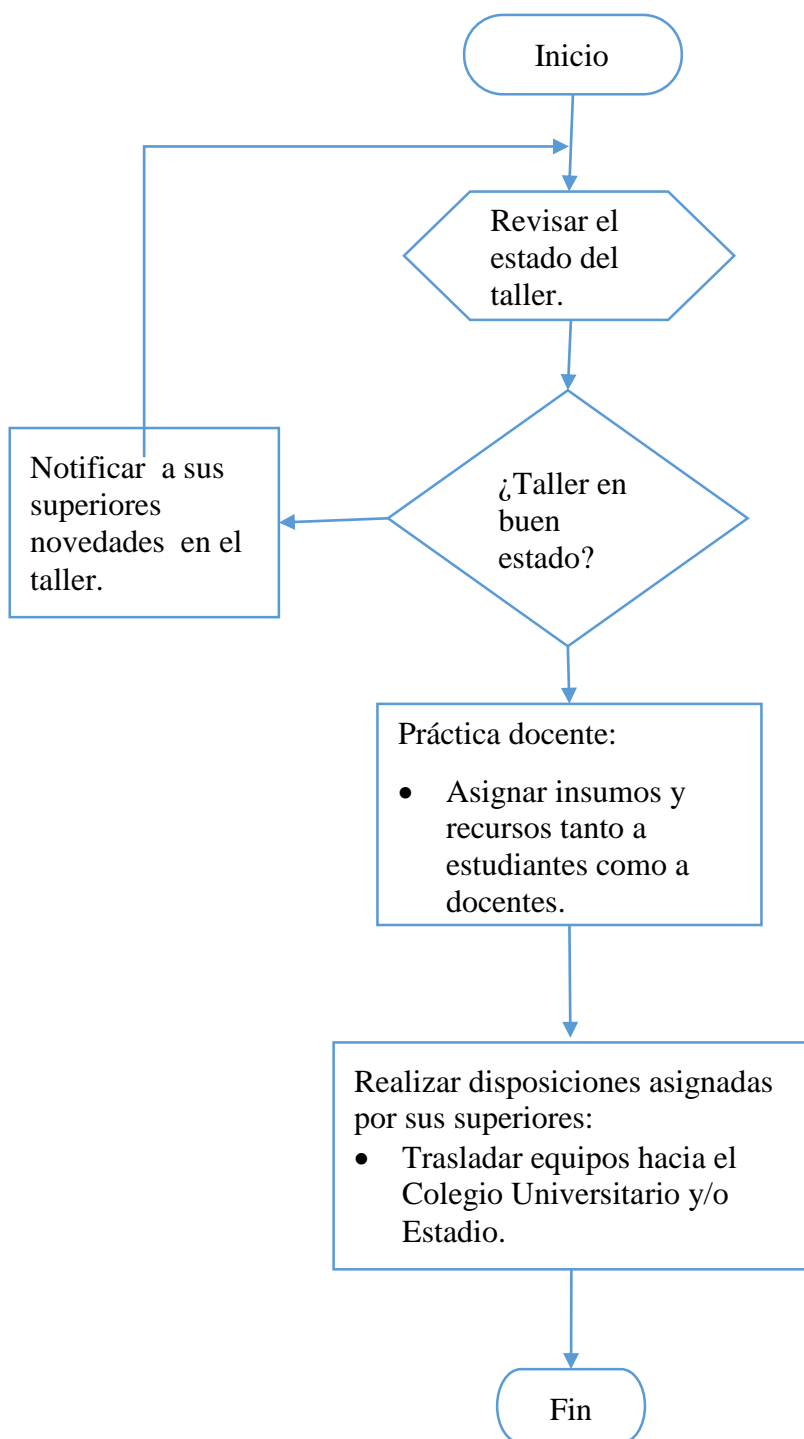 Inicio
Revisar el
estado del
taller.
¿Taller en
buen
estado?
Notificar  a sus
superiores
novedades  en el
taller.
Práctica docente:
• Asignar insumos y
recursos tanto a
estudiantes como a
docentes.
Realizar disposiciones asignadas
por sus superiores:
• Trasladar equipos hacia el
Colegio Universitario y/o
Estadio.
Fin